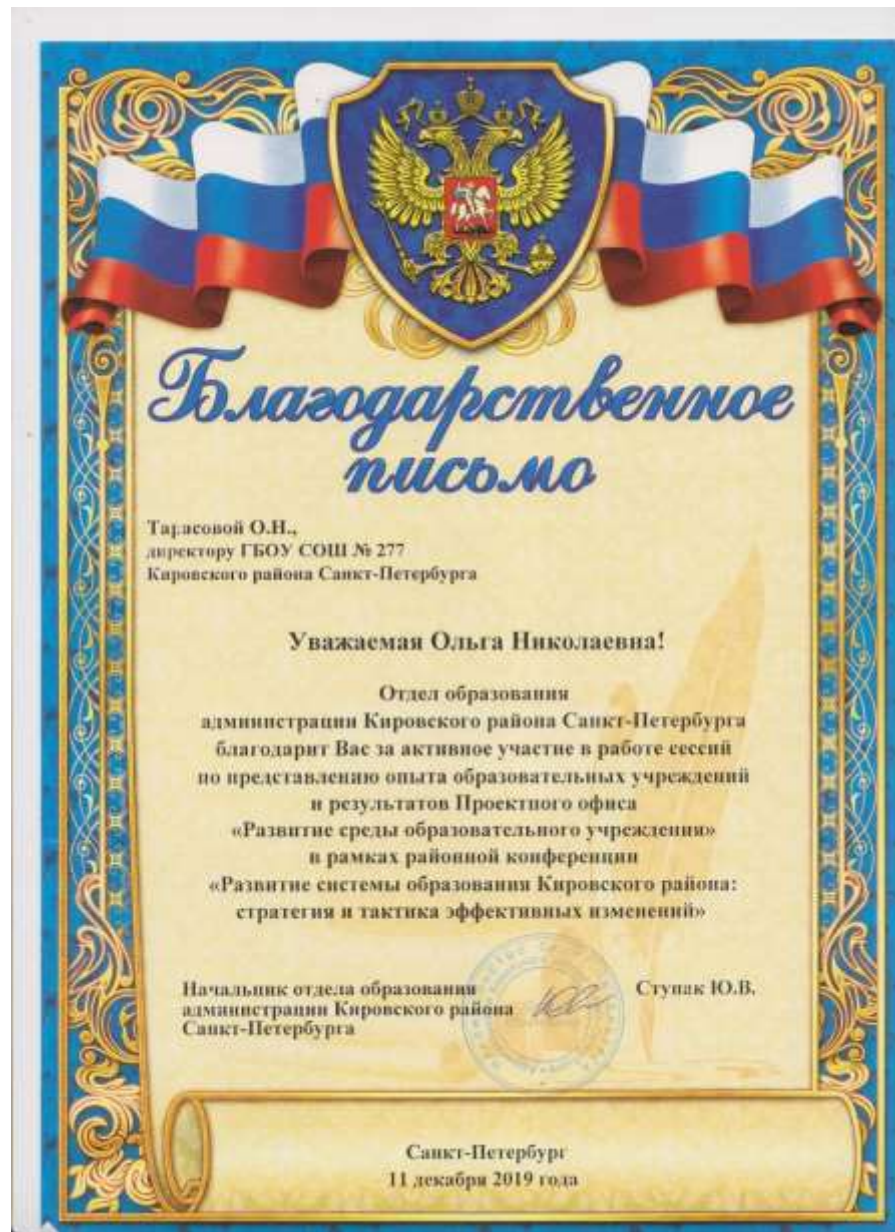 Благодарственное
письмо
Тарасовой О.Н.,
директору ГБОУ СОШ № 277
Кировского района Санкт-Петербурга
Уважаемая Ольга Николаевна!
Отдел образования
администрации Кировского района Санкт-Петербурга
благодарит Вас за активное участие в работе сессий
по представлению опыта образовательных учреждений
и результатов Проектного офиса
«Развитие среды образовательного учреждения»
в рамках районной конференции
«Развитие системы образования Кировского района:
стратегия и тактика эффективных изменений»
Начальник отдела образования
администрации Кировского района
Санкт-Петербурга
Ступак Ю.В.
Санкт-Петербург
11 декабря 2019 года